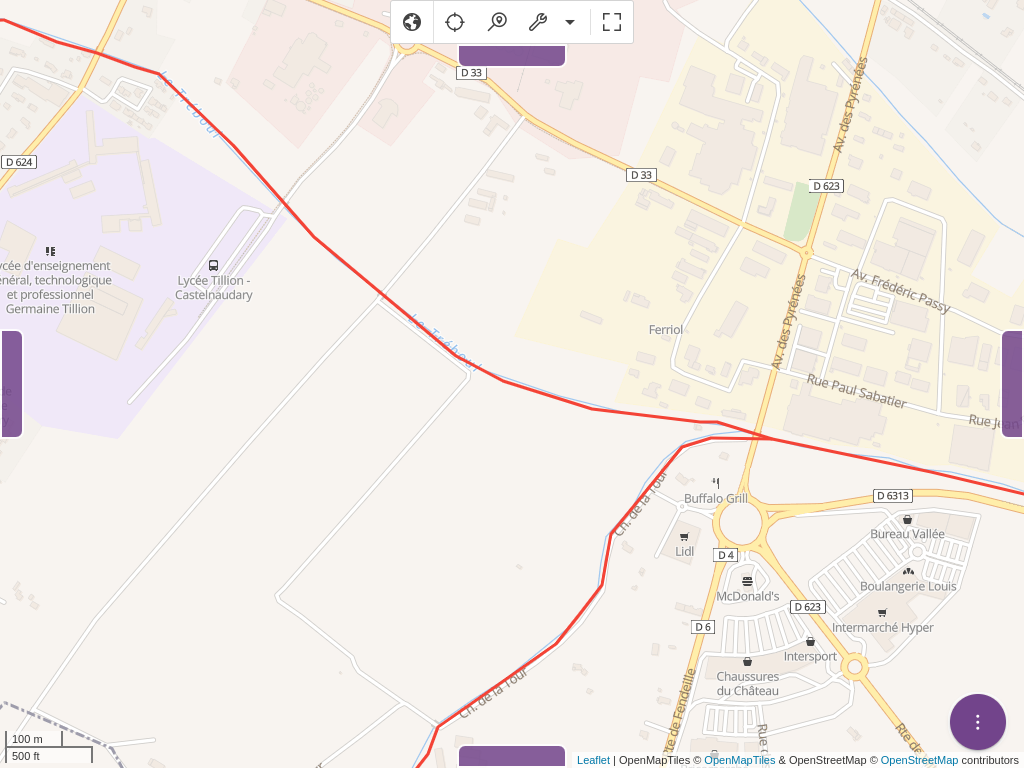 D 33
Le Tréboul
Av. des Pyrénées
D 624
D 33
D 623
Lycée Tillion -
Castelnaudary
ycée d'enseignement
énéral, technologique
et professionnel
Germaine Tillion
Av. Frédéric Passy
Le Tréboul
Ferriol
Av. des Pyrénées
Rue Paul Sabatier
Rue Jean
Ch. de la Tour
Buffalo Grill
D 6313
Bureau Vallée
Lidl
D 4
Boulangerie Louis
McDonald's
D 623
Intermarché Hyper
D 6
Intersport
Chaussures
du Château
Ch. de la Tour
Rte de Fendeille
Rte de
Rue
100 m
500 ft
Leaflet | OpenMapTiles © OpenMapTiles & OpenStreetMap © OpenStreetMap contributors